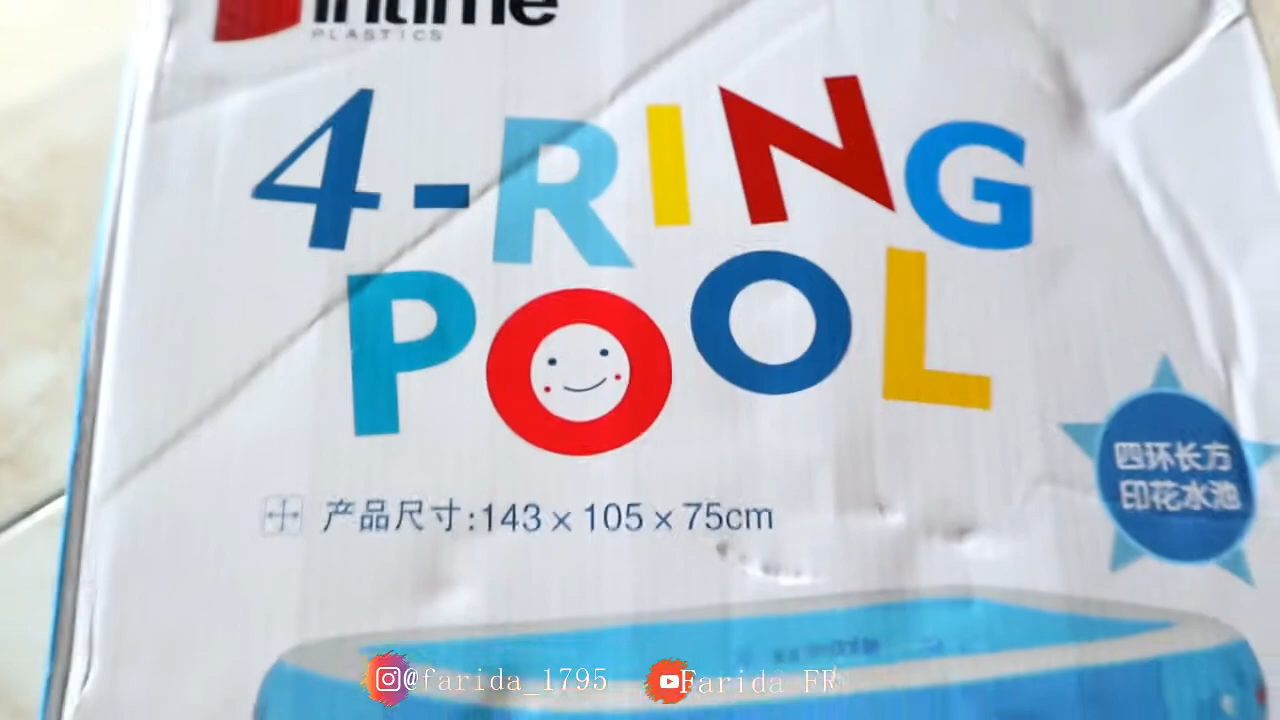 intime
PLASTICS
4-RING
POOL
产品尺寸:143×105×75cm
四环长方
印花水池
@farida_1795
Farida FR